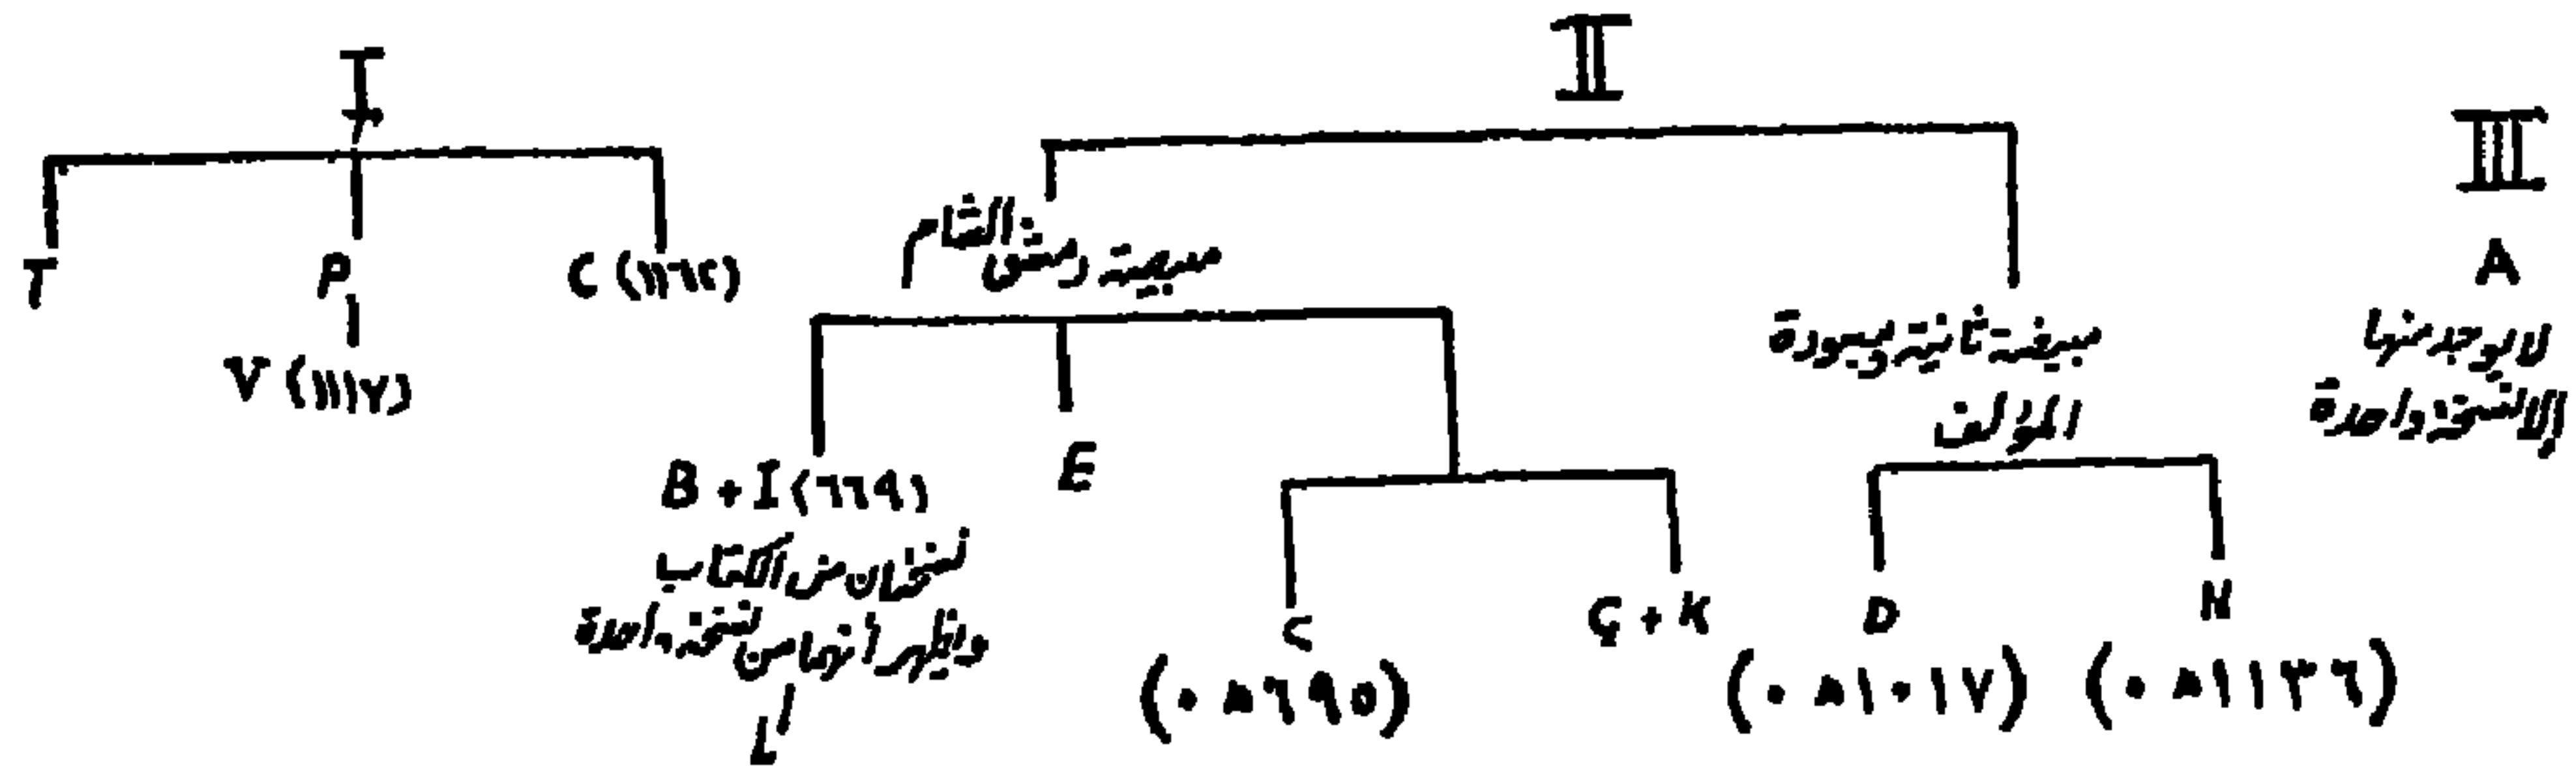 I
II
III
T
P
C (١١٦٢)
V (١١١٧)
مبيضة دمشق الشام
مبيضة ثانية ومسودة
المؤلف
A
لا يوجد منها
إلا نسخة واحدة
B + I (٦٦٩)
نسختان من الكتاب
ويظهر أنهما من نسخة واحدة
L
E
C
(٦٩٥ هـ.)
Ç + K
D
(١٠١٧ هـ.)
N
(١١٣٦ هـ.)